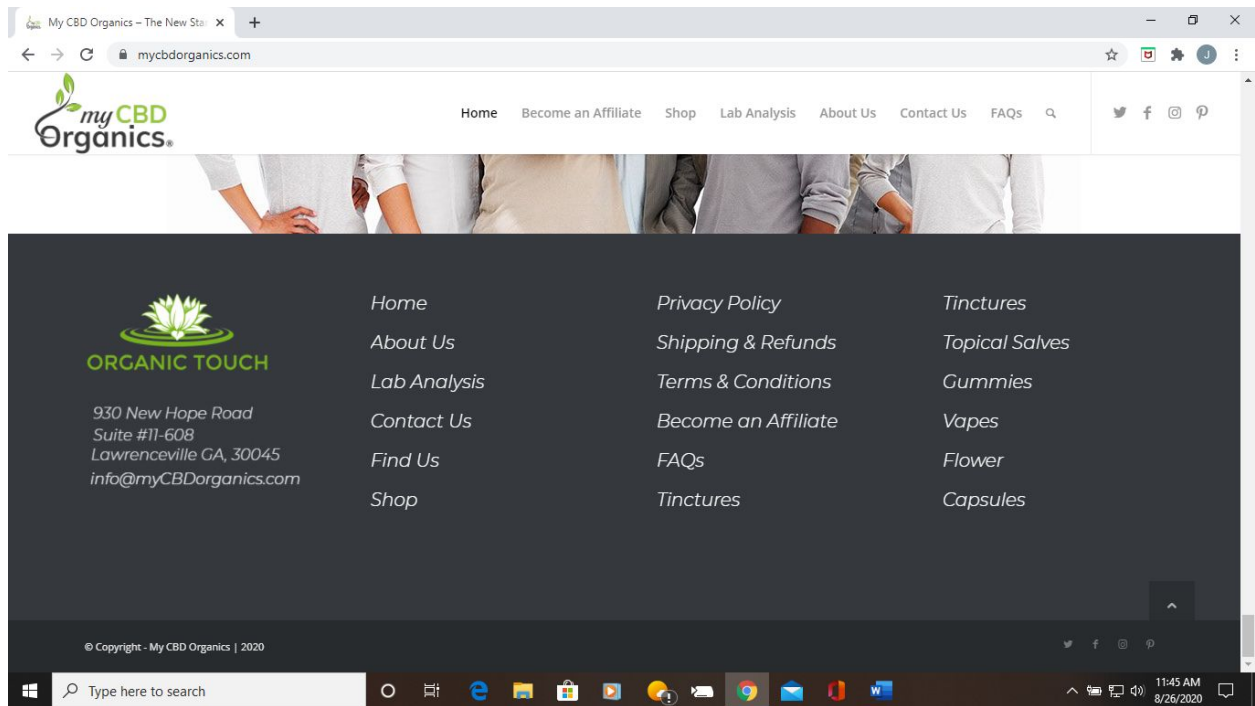 My CBD Organics – The New Sta
mycbdorganics.com
J
my CBD
Organics®
Home Become an Affiliate Shop Lab Analysis About Us Contact Us FAQs
ORGANIC TOUCH
930 New Hope Road
Suite #11-608
Lawrenceville GA, 30045
info@myCBDorganics.com
Home
About Us
Lab Analysis
Contact Us
Find Us
Shop
Privacy Policy
Shipping & Refunds
Terms & Conditions
Become an Affiliate
FAQs
Tinctures
Tinctures
Topical Salves
Gummies
Vapes
Flower
Capsules
© Copyright - My CBD Organics | 2020
Type here to search
11:45 AM
8/26/2020